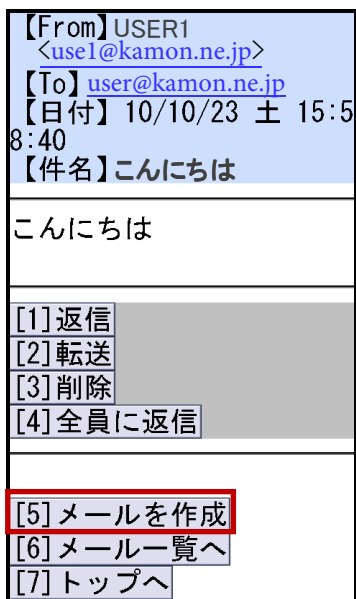 【From】USER1
<use1@kamon.ne.jp>
【To】user@kamon.ne.jp
【日付】10/10/23 土 15:5
8:40
【件名】こんにちは
こんにちは
[1]返信
[2]転送
[3]削除
[4]全員に返信
[5]メールを作成
[6]メール一覧へ
[7]トップへ